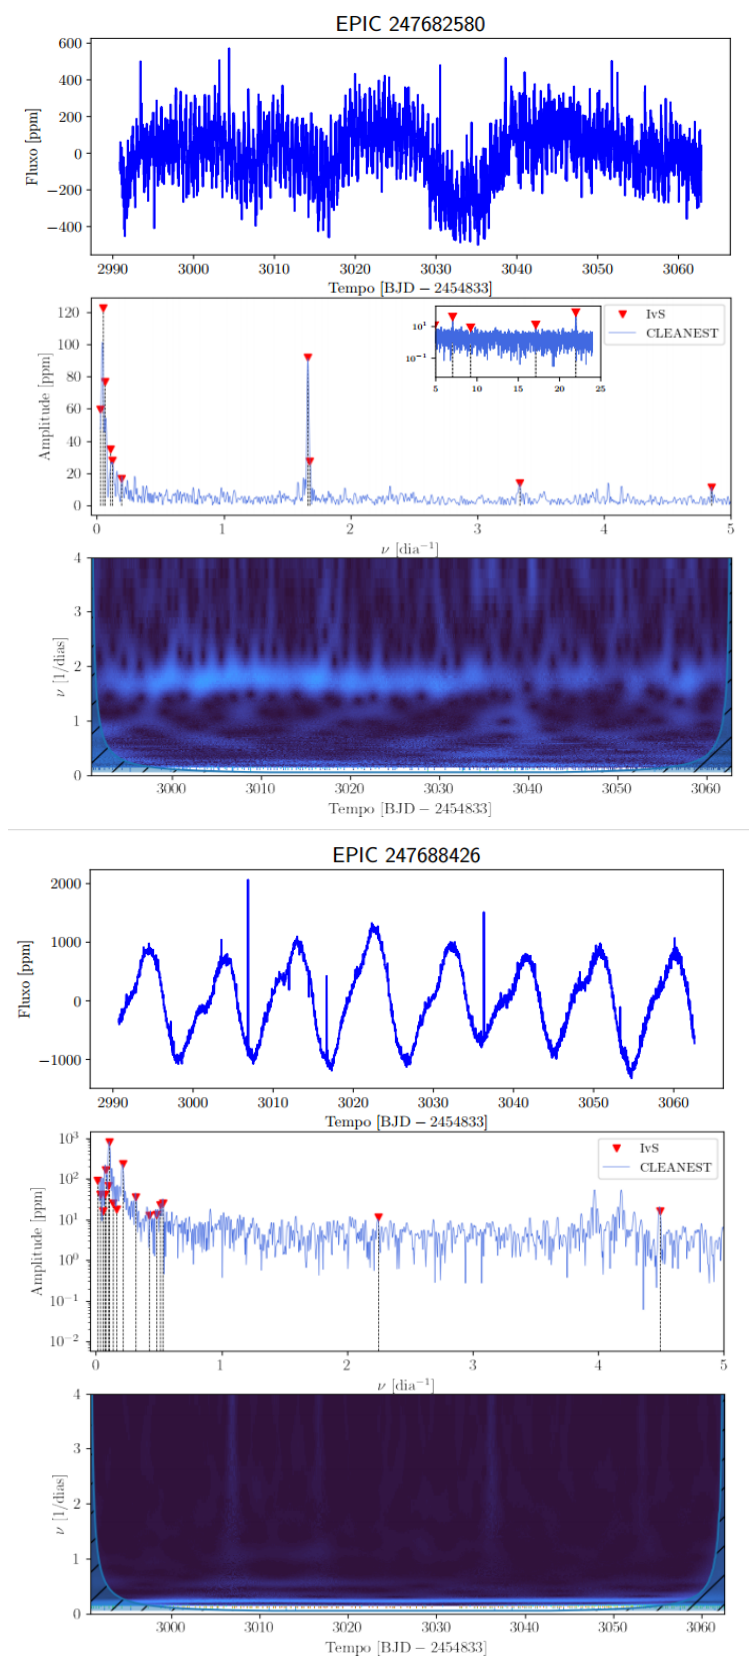 EPIC 247682580
600
400
200
0
−200
−400
Fluxo [ppm]
2990 3000 3010 3020 3030 3040 3050 3060
Tempo [BJD − 2454833]
120
100
80
60
40
20
0
Amplitude [ppm]
10¹
10⁻¹
5 10 15 20 25
IvS
CLEANEST
0 1 2 3 4 5
ν [dia⁻¹]
4
3
2
1
0
ν [1/dias]
3000 3010 3020 3030 3040 3050 3060
Tempo [BJD − 2454833]
EPIC 247688426
2000
1000
0
−1000
Fluxo [ppm]
2990 3000 3010 3020 3030 3040 3050 3060
Tempo [BJD − 2454833]
10³
10²
10¹
10⁰
10⁻¹
10⁻²
Amplitude [ppm]
IvS
CLEANEST
0 1 2 3 4 5
ν [dia⁻¹]
4
3
2
1
0
ν [1/dias]
3000 3010 3020 3030 3040 3050 3060
Tempo [BJD − 2454833]